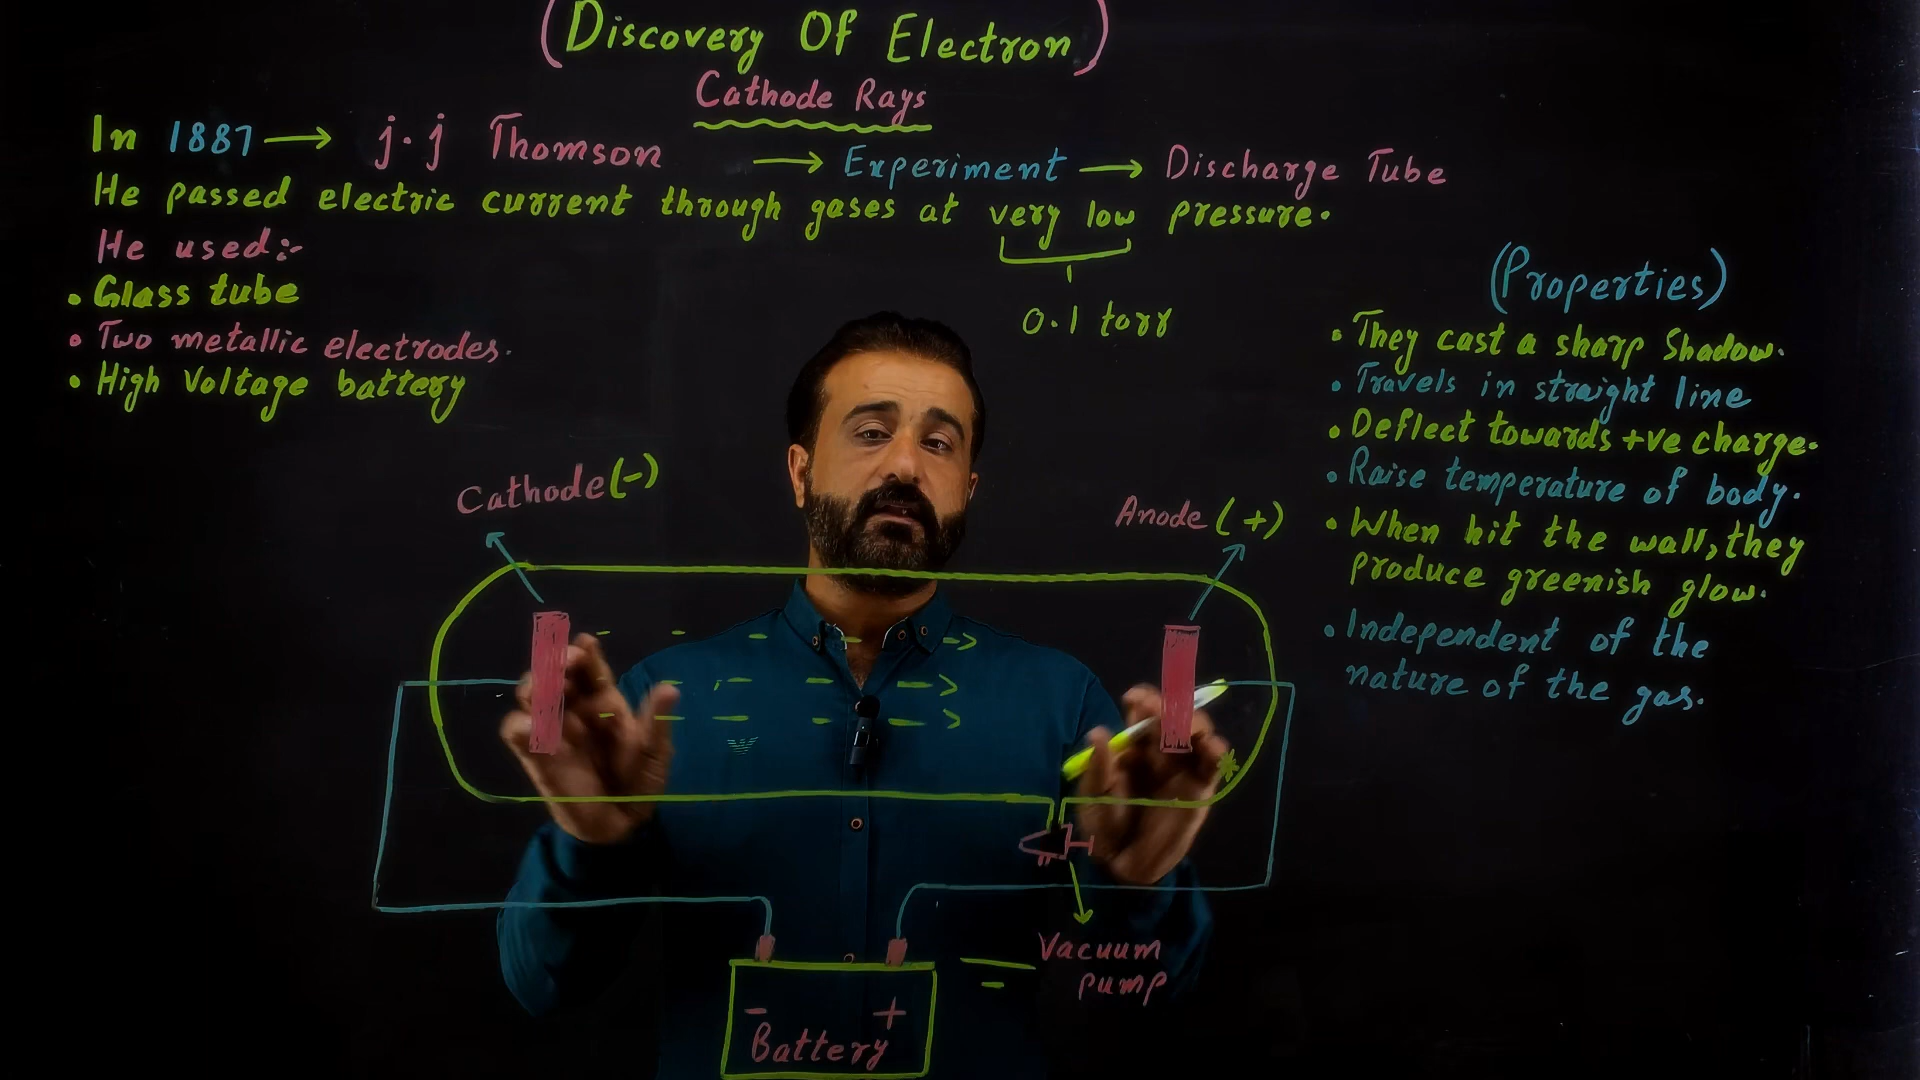 (Discovery Of Electron)
Cathode Rays
In 1887 → j.j Thomson → Experiment → Discharge Tube
He passed electric current through gases at very low pressure.
0.1 torr
He used:-
• Glass tube
• Two metallic electrodes.
• High Voltage battery
(Properties)
• They cast a sharp Shadow.
• Travels in straight line
• Deflect towards +ve charge.
• Raise temperature of body.
• When hit the wall, they
produce greenish glow.
• Independent of the
nature of the gas.
Cathode (-)
Anode (+)
Vacuum
pump
- +
Battery